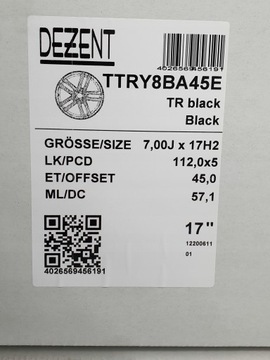 DEZENT
4026569456191
TTRY8BA45E
TR black
Black
GRÖSSE/SIZE 7,00J x 17H2
LK/PCD 112,0x5
ET/OFFSET 45,0
ML/DC 57,1
17"
12200611
01
4026569456191